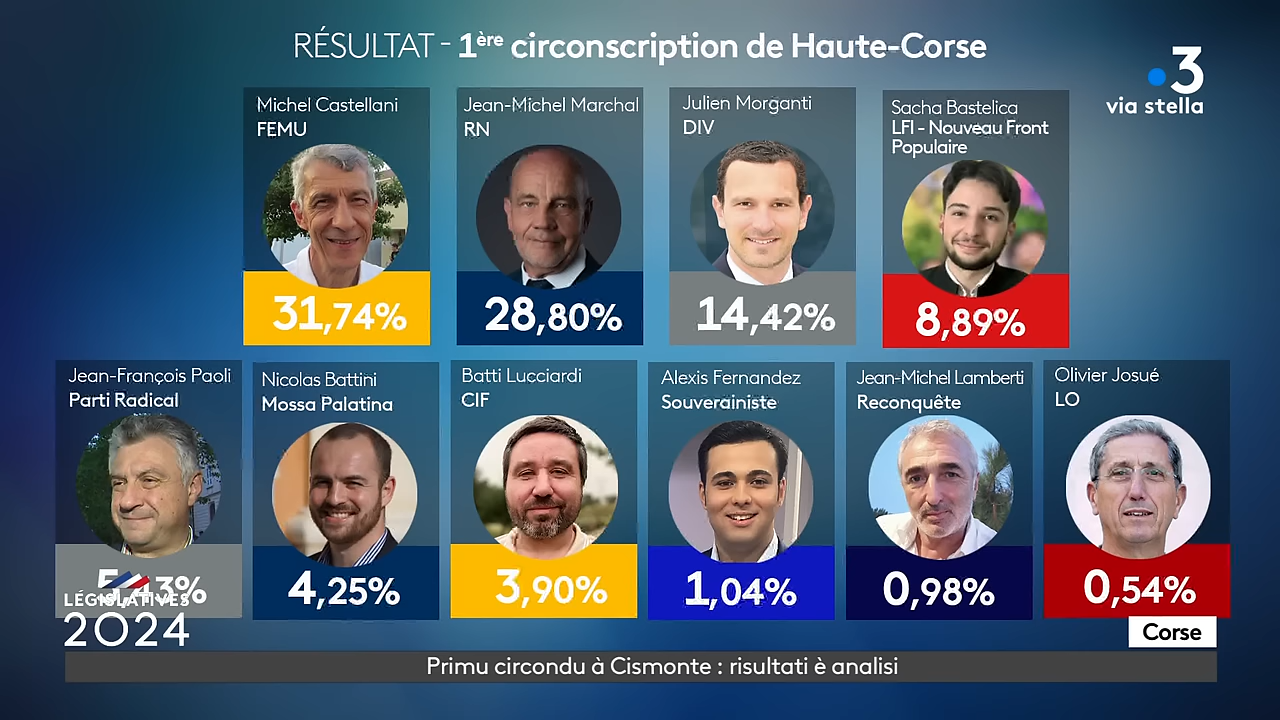 RÉSULTAT - 1ère circonscription de Haute-Corse
3
via stella
Michel Castellani
FEMU
31,74%
Jean-Michel Marchal
RN
28,80%
Julien Morganti
DIV
14,42%
Sacha Bastelica
LFI - Nouveau Front
Populaire
8,89%
Jean-François Paoli
Parti Radical
5,43%
Nicolas Battini
Mossa Palatina
4,25%
Batti Lucciardi
CIF
3,90%
Alexis Fernandez
Souverainiste
1,04%
Jean-Michel Lamberti
Reconquête
0,98%
Olivier Josué
LO
0,54%
LÉGISLATIVES
2024
Corse
Primu circondu à Cismonte : risultati è analisi